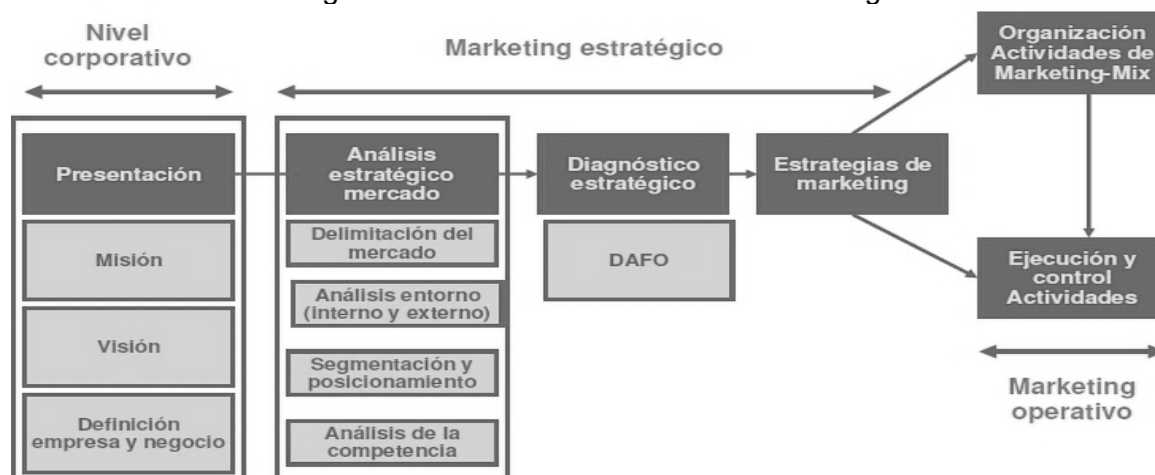 Nivel
corporativo
Marketing estratégico
Organización
Actividades de
Marketing-Mix
Presentación
Análisis
estratégico
mercado
Diagnóstico
estratégico
Estrategias de
marketing
Misión
Visión
Definición
empresa y negocio
Delimitación del
mercado
Análisis entorno
(interno y externo)
Segmentación y
posicionamiento
Análisis de la
competencia
DAFO
Ejecución y
control
Actividades
Marketing
operativo